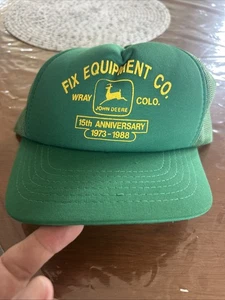 FIX EQUIPMENT CO.
WRAY COLO.
JOHN DEERE
15th ANNIVERSARY
1973-1988